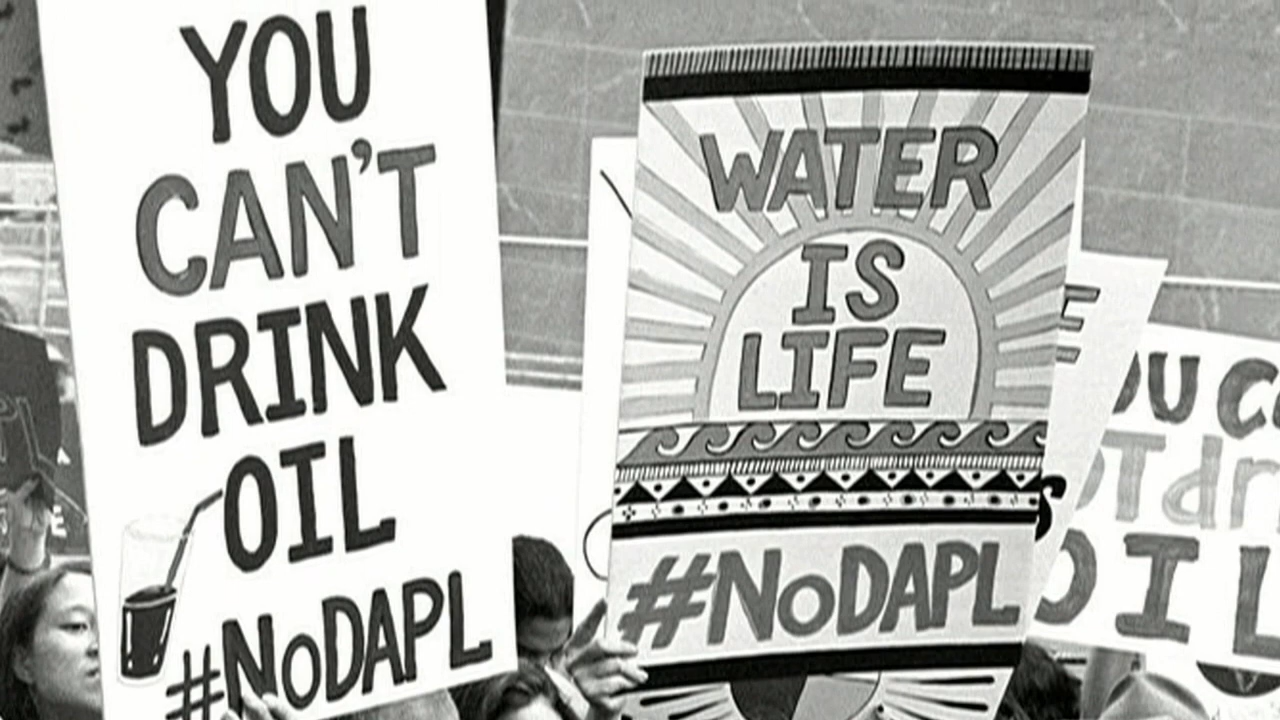 YOU
CAN'T
DRINK
OIL
#NoDAPL
WATER
IS
LIFE
#NoDAPL
OIL